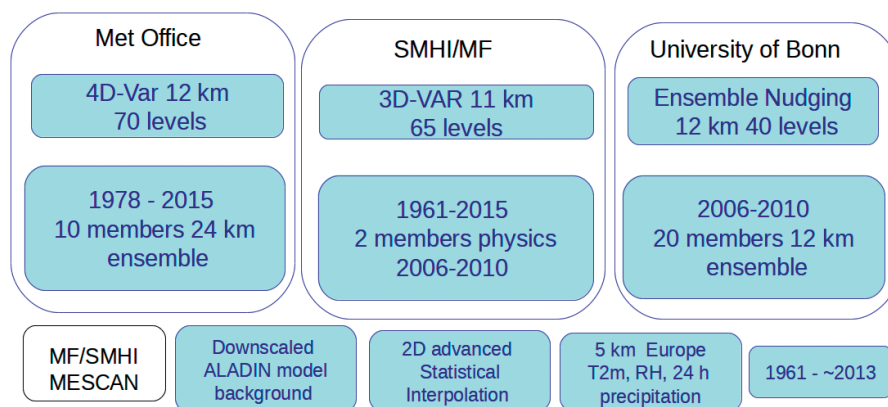 Met Office
4D-Var 12 km
70 levels
1978 - 2015
10 members 24 km
ensemble
SMHI/MF
3D-VAR 11 km
65 levels
1961-2015
2 members physics
2006-2010
University of Bonn
Ensemble Nudging
12 km 40 levels
2006-2010
20 members 12 km
ensemble
MF/SMHI
MESCAN
Downscaled
ALADIN model
background
2D advanced
Statistical
Interpolation
5 km Europe
T2m, RH, 24 h
precipitation
1961 - ~2013